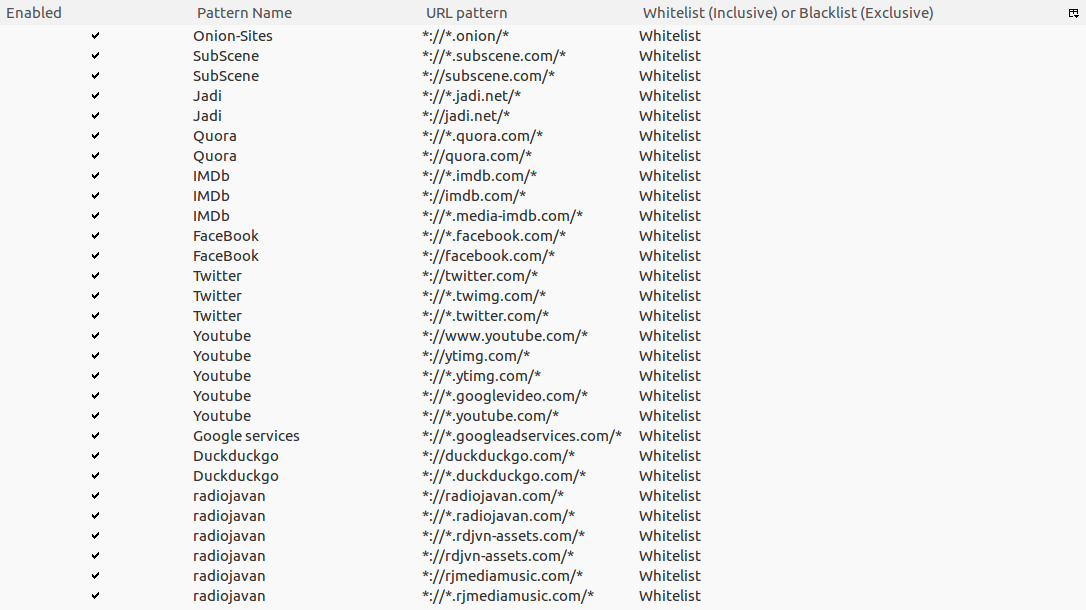 Enabled Pattern Name URL pattern Whitelist (Inclusive) or Blacklist (Exclusive)
Onion-Sites *://*.onion/* Whitelist
SubScene *://*.subscene.com/* Whitelist
SubScene *://subscene.com/* Whitelist
Jadi *://*.jadi.net/* Whitelist
Jadi *://jadi.net/* Whitelist
Quora *://*.quora.com/* Whitelist
Quora *://quora.com/* Whitelist
IMDb *://*.imdb.com/* Whitelist
IMDb *://imdb.com/* Whitelist
IMDb *://*.media-imdb.com/* Whitelist
FaceBook *://*.facebook.com/* Whitelist
FaceBook *://facebook.com/* Whitelist
Twitter *://twitter.com/* Whitelist
Twitter *://*.twimg.com/* Whitelist
Twitter *://*.twitter.com/* Whitelist
Youtube *://www.youtube.com/* Whitelist
Youtube *://ytimg.com/* Whitelist
Youtube *://*.ytimg.com/* Whitelist
Youtube *://*.googlevideo.com/* Whitelist
Youtube *://*.youtube.com/* Whitelist
Google services *://*.googleadservices.com/* Whitelist
Duckduckgo *://duckduckgo.com/* Whitelist
Duckduckgo *://*.duckduckgo.com/* Whitelist
radiojavan *://radiojavan.com/* Whitelist
radiojavan *://*.radiojavan.com/* Whitelist
radiojavan *://*.rdjvn-assets.com/* Whitelist
radiojavan *://rdjvn-assets.com/* Whitelist
radiojavan *://rjmediamusic.com/* Whitelist
radiojavan *://*.rjmediamusic.com/* Whitelist